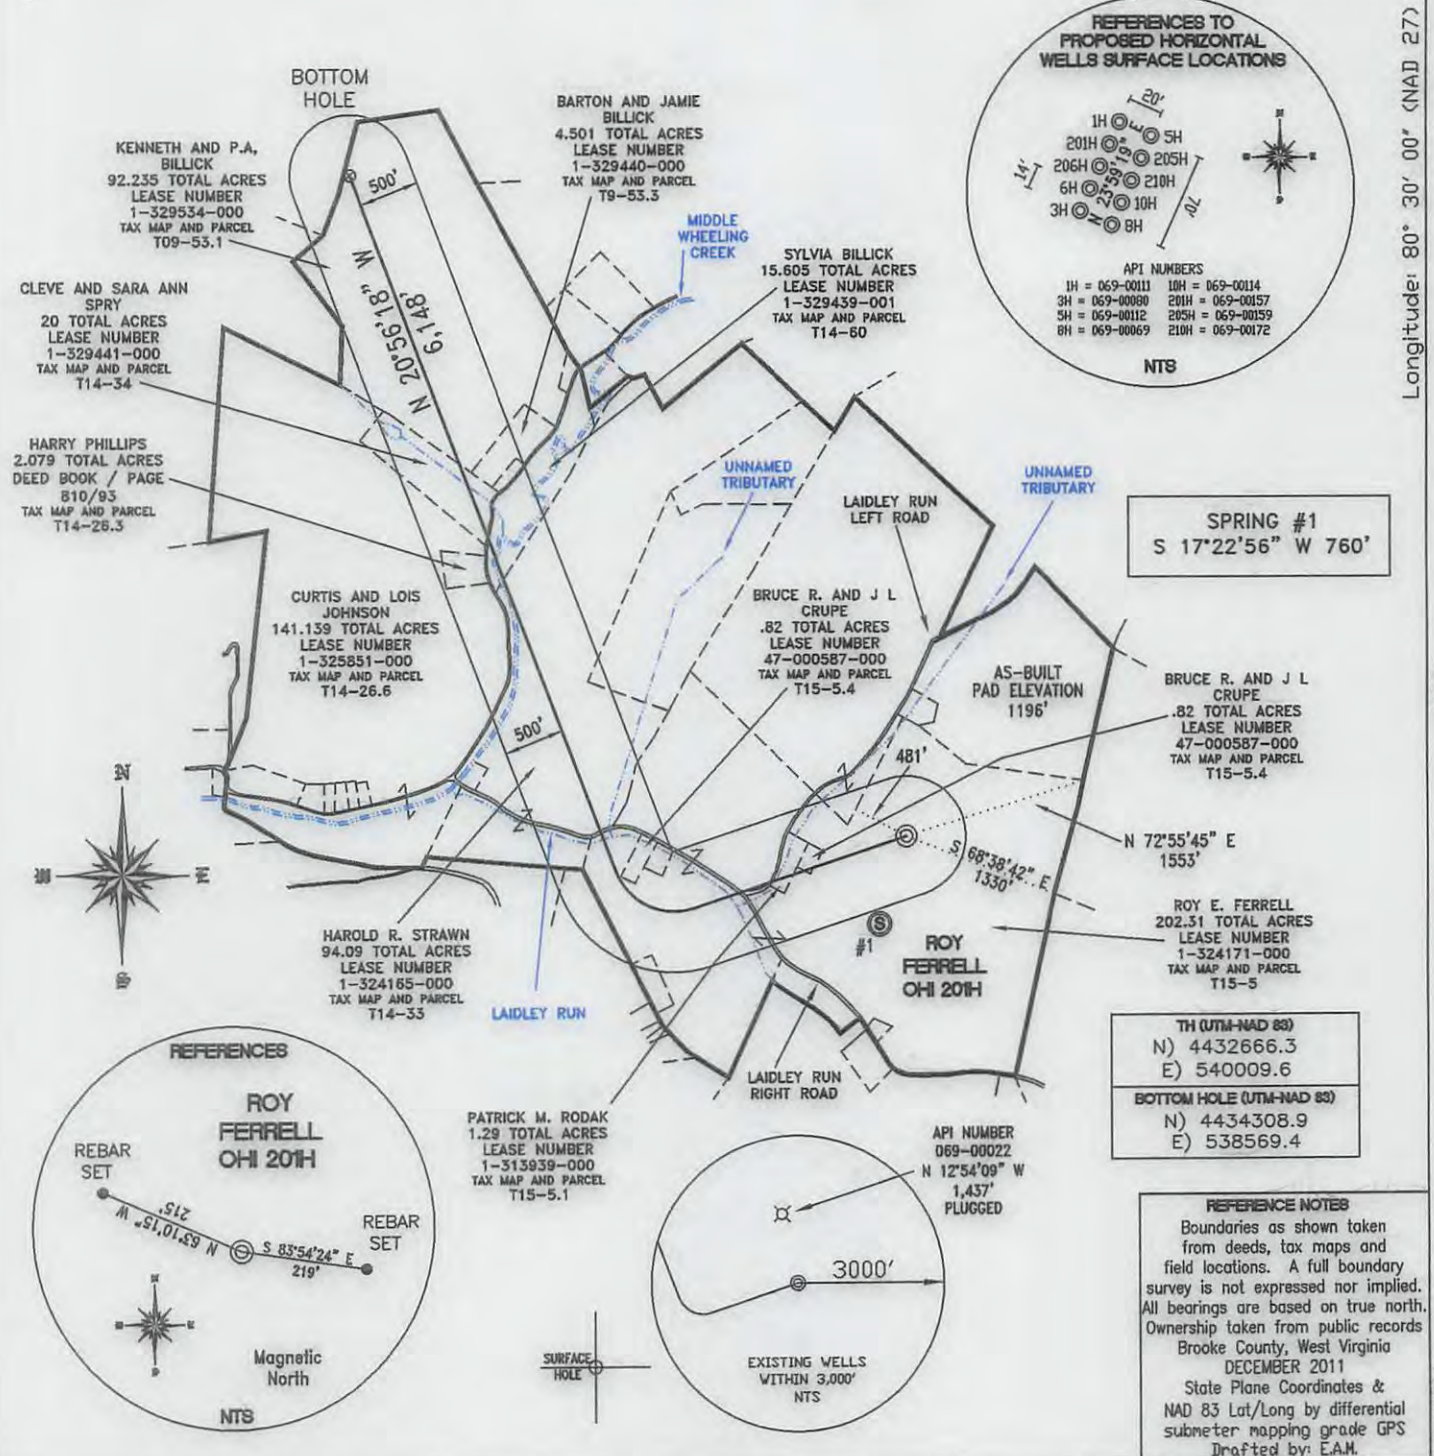 BOTTOM
HOLE
KENNETH AND P.A,
BILLICK
92.235 TOTAL ACRES
LEASE NUMBER
1-329534-000
TAX MAP AND PARCEL
T09-53.1
BARTON AND JAMIE
BILLICK
4.501 TOTAL ACRES
LEASE NUMBER
1-329440-000
TAX MAP AND PARCEL
T9-53.3
REFERENCES TO
PROPOSED HORIZONTAL
WELLS SURFACE LOCATIONS
20'
1H
5H
201H
205H
206H
210H
6H
10H
3H
8H
14'
70'
N 23°59'19" E
API NUMBERS
1H = 069-00111 10H = 069-00114
3H = 069-00080 201H = 069-00157
5H = 069-00112 205H = 069-00159
8H = 069-00069 210H = 069-00172
NTS
Longitude: 80° 30' 00" (NAD 27)
500'
N 20°56'18" W
6,148'
MIDDLE
WHEELING
CREEK
SYLVIA BILLICK
15.605 TOTAL ACRES
LEASE NUMBER
1-329439-001
TAX MAP AND PARCEL
T14-60
CLEVE AND SARA ANN
SPRY
20 TOTAL ACRES
LEASE NUMBER
1-329441-000
TAX MAP AND PARCEL
T14-34
HARRY PHILLIPS
2.079 TOTAL ACRES
DEED BOOK / PAGE
810/93
TAX MAP AND PARCEL
T14-26.3
UNNAMED
TRIBUTARY
LAIDLEY RUN
LEFT ROAD
UNNAMED
TRIBUTARY
SPRING #1
S 17°22'56" W 760'
CURTIS AND LOIS
JOHNSON
141.139 TOTAL ACRES
LEASE NUMBER
1-325851-000
TAX MAP AND PARCEL
T14-26.6
BRUCE R. AND J L
CRUPE
.82 TOTAL ACRES
LEASE NUMBER
47-000587-000
TAX MAP AND PARCEL
T15-5.4
AS-BUILT
PAD ELEVATION
1196'
BRUCE R. AND J L
CRUPE
.82 TOTAL ACRES
LEASE NUMBER
47-000587-000
TAX MAP AND PARCEL
T15-5.4
500'
481'
N
E
S
N 72°55'45" E
1553'
S 68°38'42" E
1330'
S
#1
ROY
FERRELL
OHI 201H
ROY E. FERRELL
202.31 TOTAL ACRES
LEASE NUMBER
1-324171-000
TAX MAP AND PARCEL
T15-5
HAROLD R. STRAWN
94.09 TOTAL ACRES
LEASE NUMBER
1-324165-000
TAX MAP AND PARCEL
T14-33
LAIDLEY RUN
LAIDLEY RUN
RIGHT ROAD
TH (UTM-NAD 83)
N) 4432666.3
E) 540009.6
BOTTOM HOLE (UTM-NAD 83)
N) 4434308.9
E) 538569.4
REFERENCES
ROY
FERRELL
OHI 201H
REBAR
SET
N 63°10'15" W
215'
REBAR
SET
S 83°54'24" E
219'
Magnetic
North
NTS
PATRICK M. RODAK
1.29 TOTAL ACRES
LEASE NUMBER
1-313939-000
TAX MAP AND PARCEL
T15-5.1
API NUMBER
069-00022
N 12°54'09" W
1,437'
PLUGGED
3000'
EXISTING WELLS
WITHIN 3,000'
NTS
SURFACE
HOLE
REFERENCE NOTES
Boundaries as shown taken
from deeds, tax maps and
field locations. A full boundary
survey is not expressed nor implied.
All bearings are based on true north.
Ownership taken from public records
Brooke County, West Virginia
DECEMBER 2011
State Plane Coordinates &
NAD 83 Lat/Long by differential
submeter mapping grade GPS
Drafted by: E.A.M.